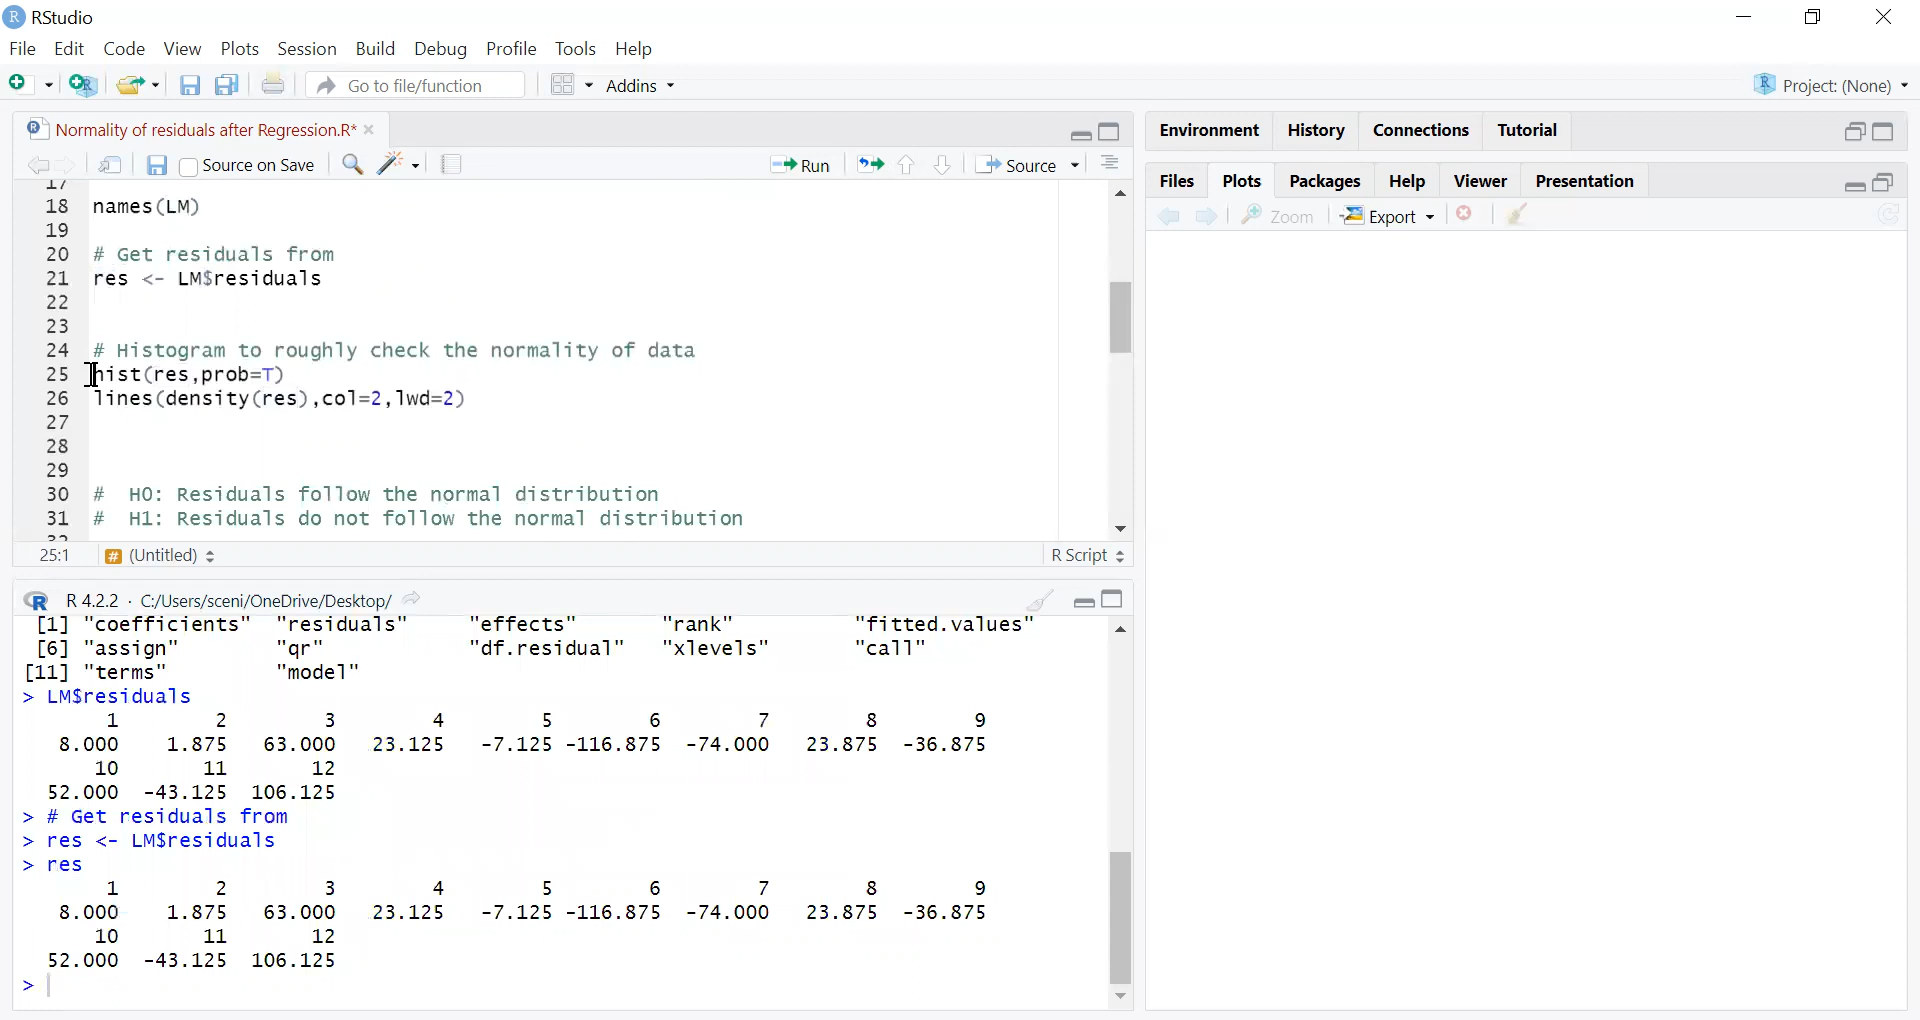 RStudio
File Edit Code View Plots Session Build Debug Profile Tools Help
Go to file/function Addins Project: (None)
Normality of residuals after Regression.R*
Source on Save Run Source
17
18 names(LM)
19
20 # Get residuals from
21 res <- LM$residuals
22
23
24 # Histogram to roughly check the normality of data
25 hist(res,prob=T)
26 lines(density(res),col=2,lwd=2)
27
28
29
30 # H0: Residuals follow the normal distribution
31 # H1: Residuals do not follow the normal distribution
32
25:1 # (Untitled) R Script
R 4.2.2 · C:/Users/sceni/OneDrive/Desktop/
[1] "coefficients" "residuals" "effects" "rank" "fitted.values"
[6] "assign" "qr" "df.residual" "xlevels" "call"
[11] "terms" "model"
> LM$residuals
1 2 3 4 5 6 7 8 9
8.000 1.875 63.000 23.125 -7.125 -116.875 -74.000 23.875 -36.875
10 11 12
52.000 -43.125 106.125
> # Get residuals from
> res <- LM$residuals
> res
1 2 3 4 5 6 7 8 9
8.000 1.875 63.000 23.125 -7.125 -116.875 -74.000 23.875 -36.875
10 11 12
52.000 -43.125 106.125
>
Environment History Connections Tutorial
Files Plots Packages Help Viewer Presentation
Zoom Export